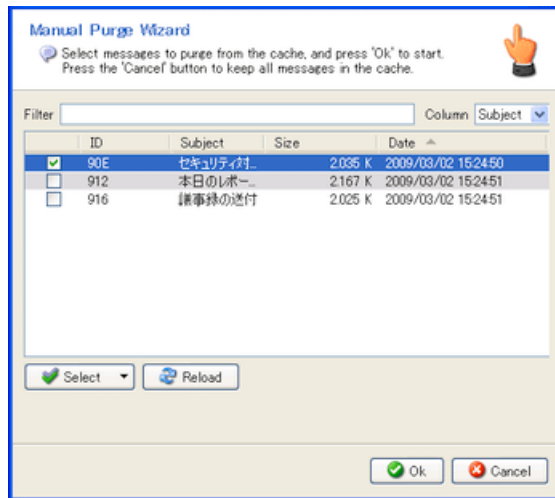 Manual Purge Wizard
Select messages to purge from the cache, and press 'Ok' to start.
Press the 'Cancel' button to keep all messages in the cache.
Filter Column Subject
ID Subject Size Date
90E セキュリティ対... 2.035 K 2009/03/02 15:24:50
912 本日のレポー... 2.167 K 2009/03/02 15:24:51
916 議事録の送付 2.025 K 2009/03/02 15:24:51
Select Reload
Ok Cancel